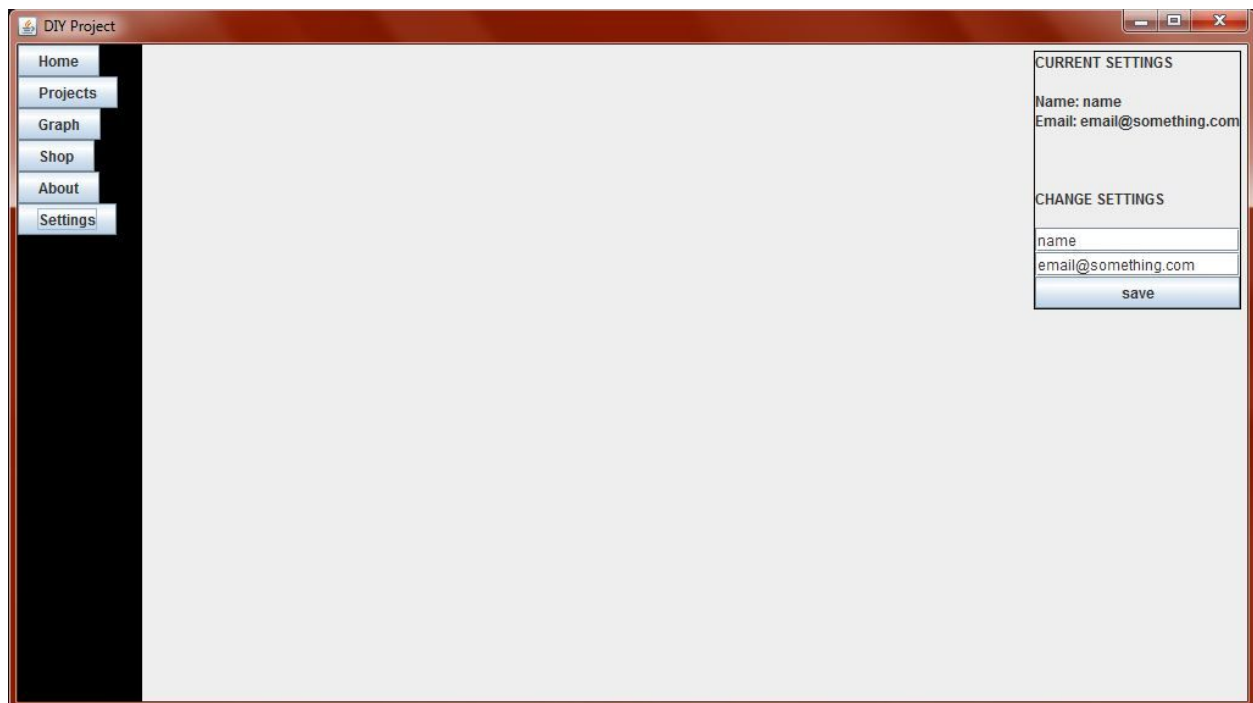 DIY Project
Home
Projects
Graph
Shop
About
Settings
CURRENT SETTINGS
Name: name
Email: email@something.com
CHANGE SETTINGS
name
email@something.com
save